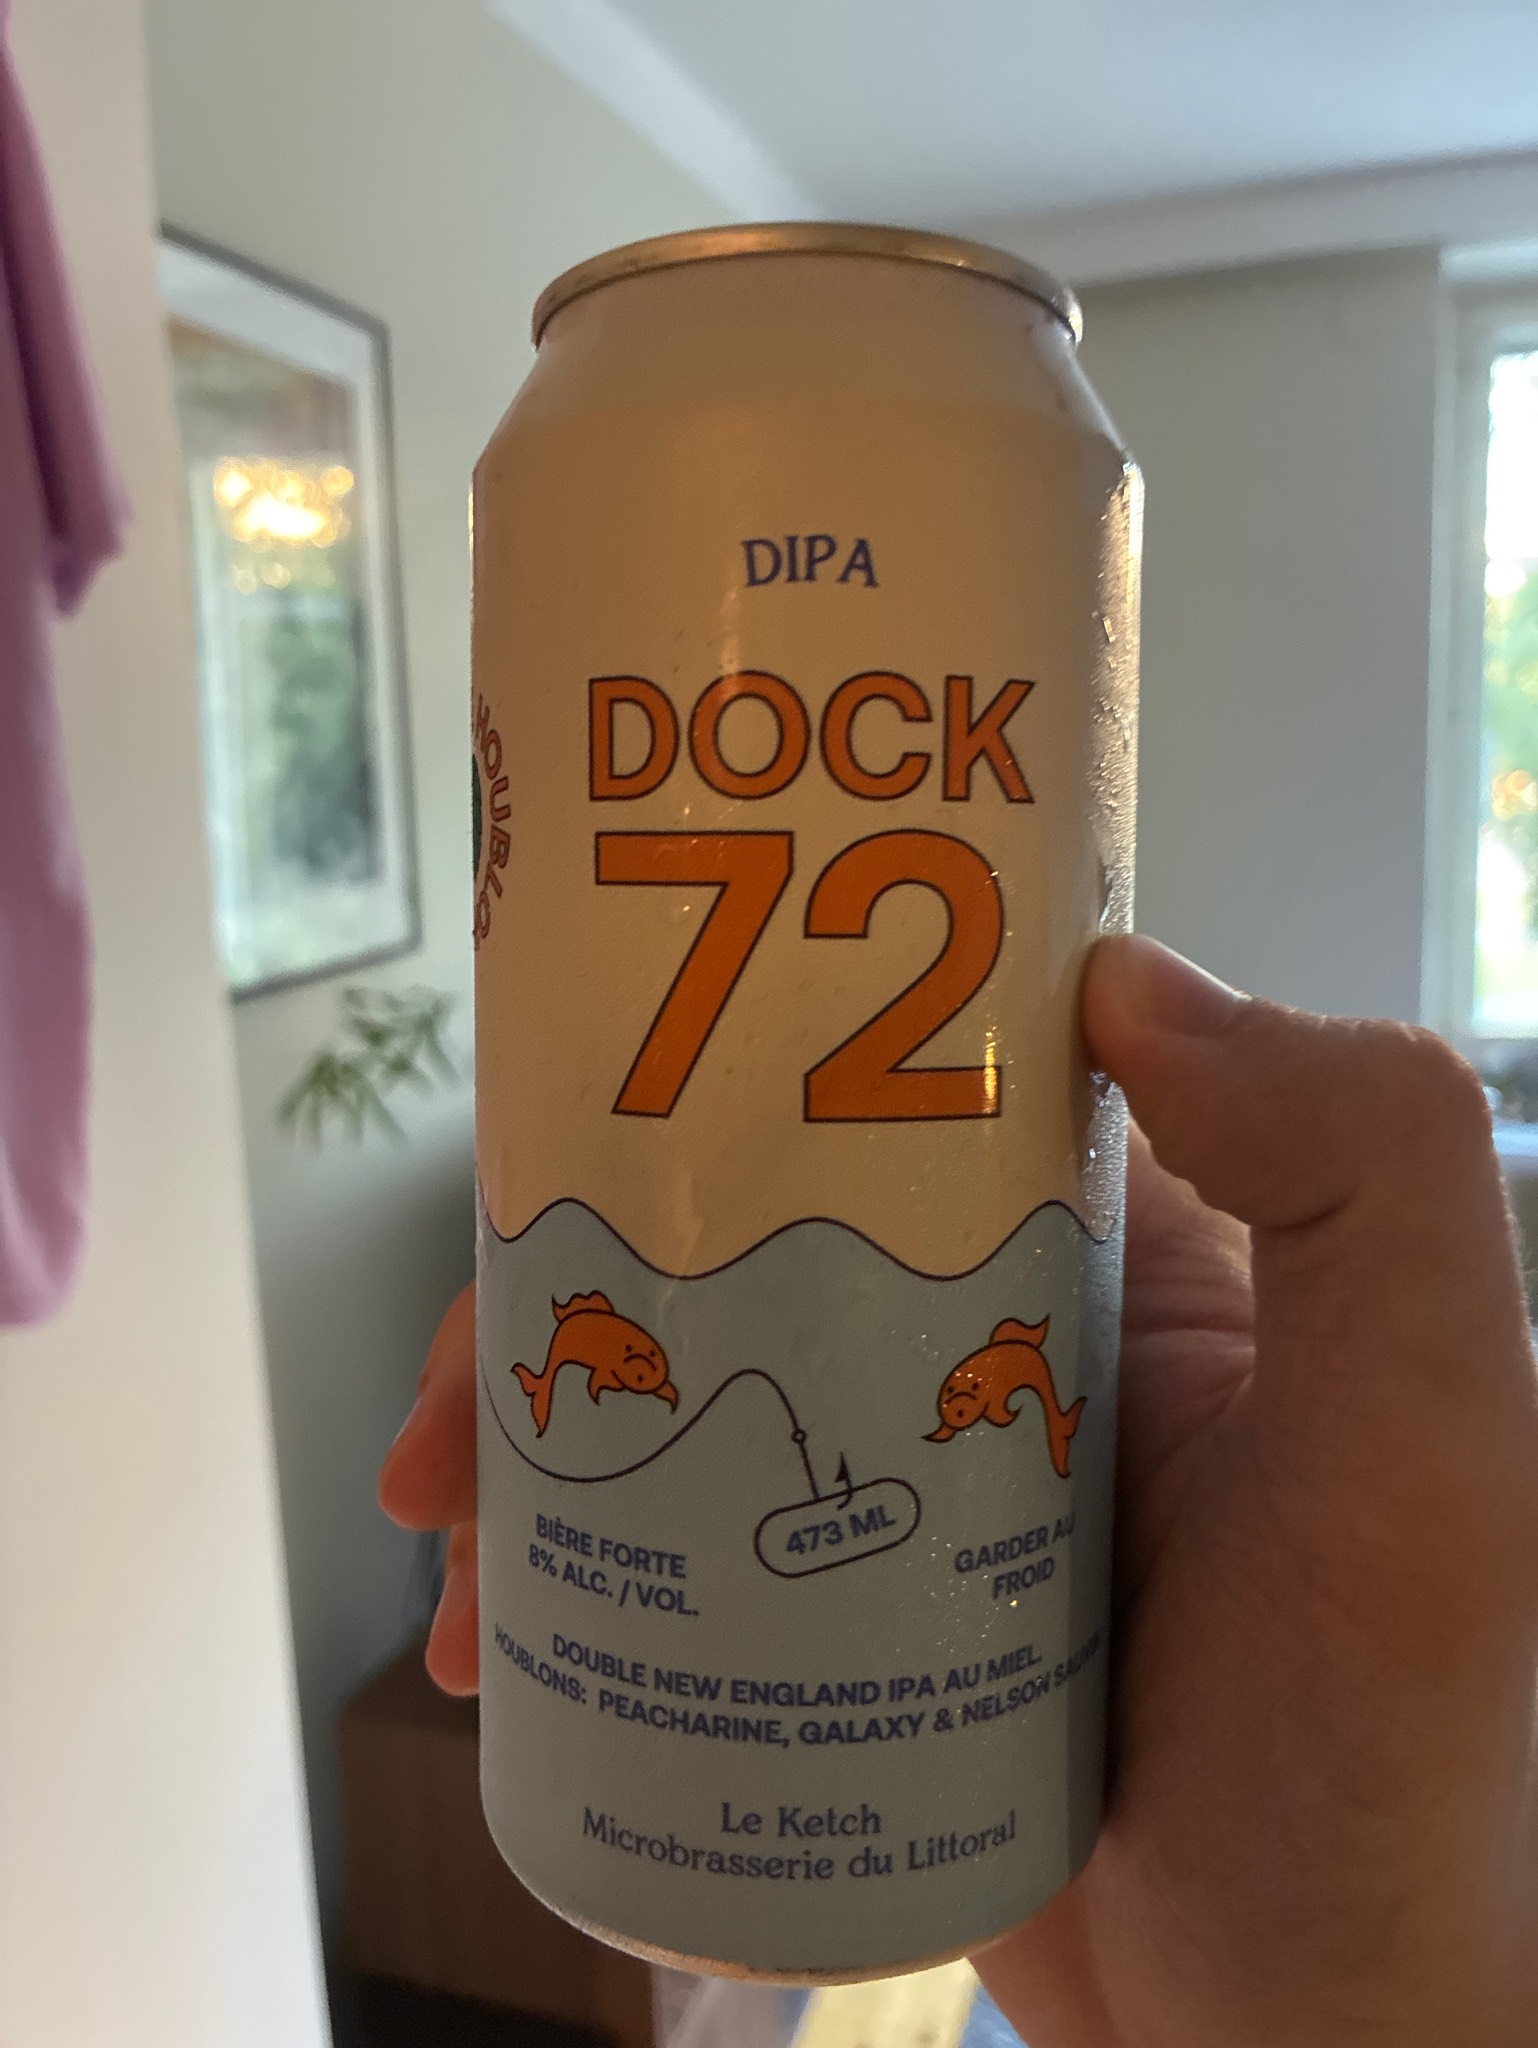 DIPA
DOCK
72
HOUBLO
473 ML
BIÈRE FORTE
8% ALC. / VOL.
GARDER AU
FROID
DOUBLE NEW ENGLAND IPA AU MIEL
HOUBLONS: PEACHARINE, GALAXY & NELSON
Le Ketch
Microbrasserie du Littoral